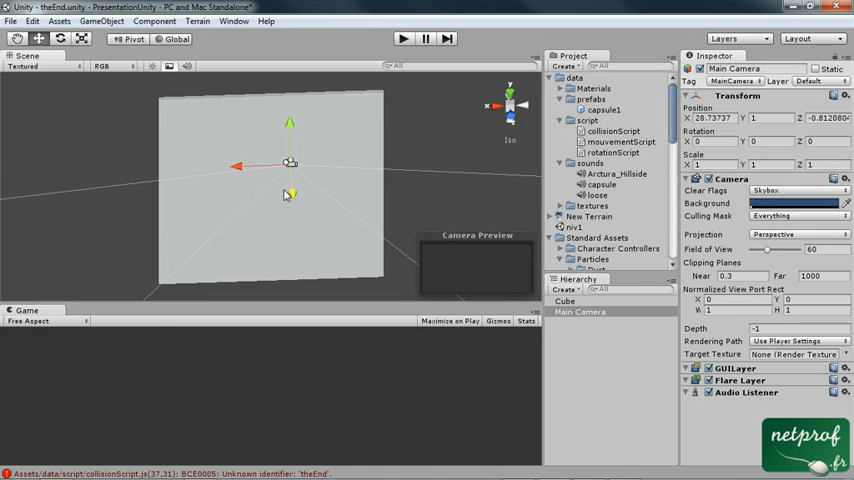 Unity - theEnd.unity - PresentationUnity - PC and Mac Standalone*
File Edit Assets GameObject Component Terrain Window Help
Pivot Global Layers Layout
Scene
Textured RGB All
y
x
Iso
Camera Preview
Game
Free Aspect Maximize on Play Gizmos Stats
Project
Create All
data
Materials
prefabs
capsule1
script
collisionScript
mouvementScript
rotationScript
sounds
Arctura_Hillside
capsule
loose
textures
New Terrain
niv1
Standard Assets
Character Controllers
Particles
Dust
Hierarchy
Create All
Cube
Main Camera
Inspector
Main Camera Static
Tag MainCamera Layer Default
Transform
Position
X 28.73737 Y 1 Z -0.8120804
Rotation
X 0 Y 0 Z 0
Scale
X 1 Y 1 Z 1
Camera
Clear Flags Skybox
Background
Culling Mask Everything
Projection Perspective
Field of View 60
Clipping Planes
Near 0.3 Far 1000
Normalized View Port Rect
X 0 Y 0
W 1 H 1
Depth -1
Rendering Path Use Player Settings
Target Texture None (Render Texture
GUILayer
Flare Layer
Audio Listener
netprof
.fr
Assets/data/script/collisionScript.js(37,31): BCE0005: Unknown identifier: 'theEnd'.